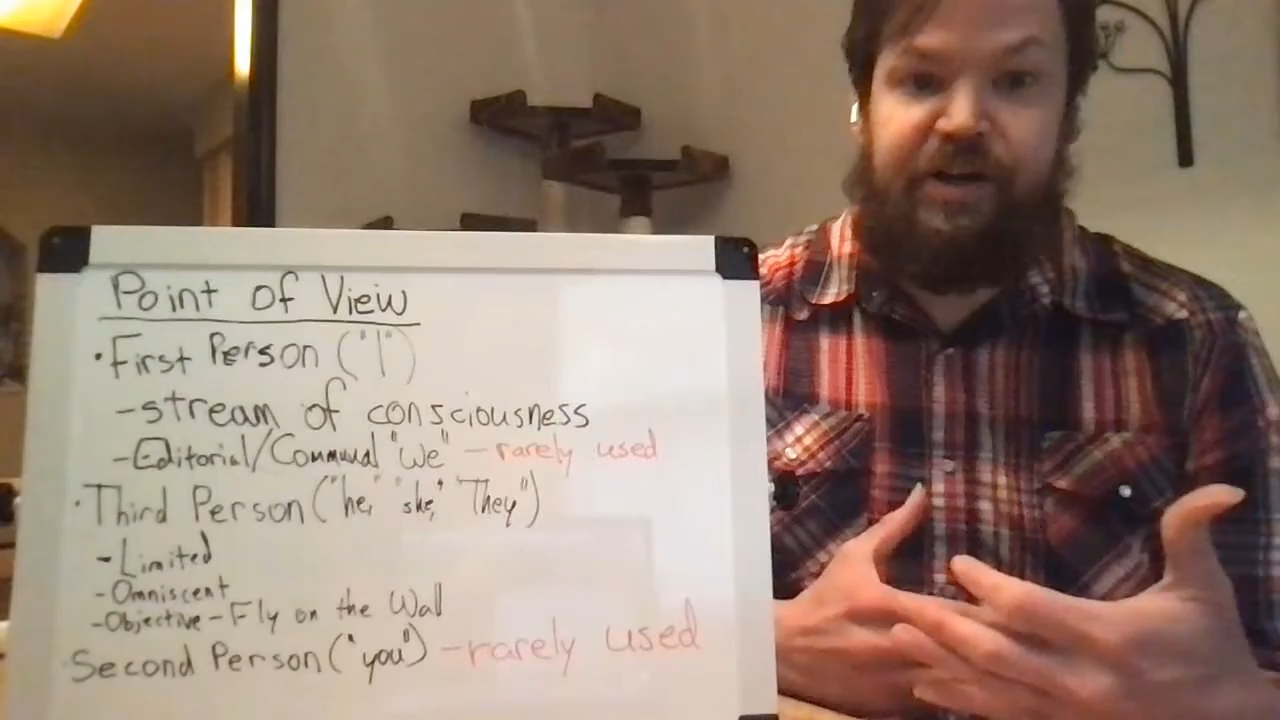 Point of View
• First Person ("I")
- stream of consciousness
- Editorial/Communal "We" - rarely used
• Third Person ("he," "she," "They")
- Limited
- Omniscent
- Objective - Fly on the Wall
• Second Person ("you") - rarely used